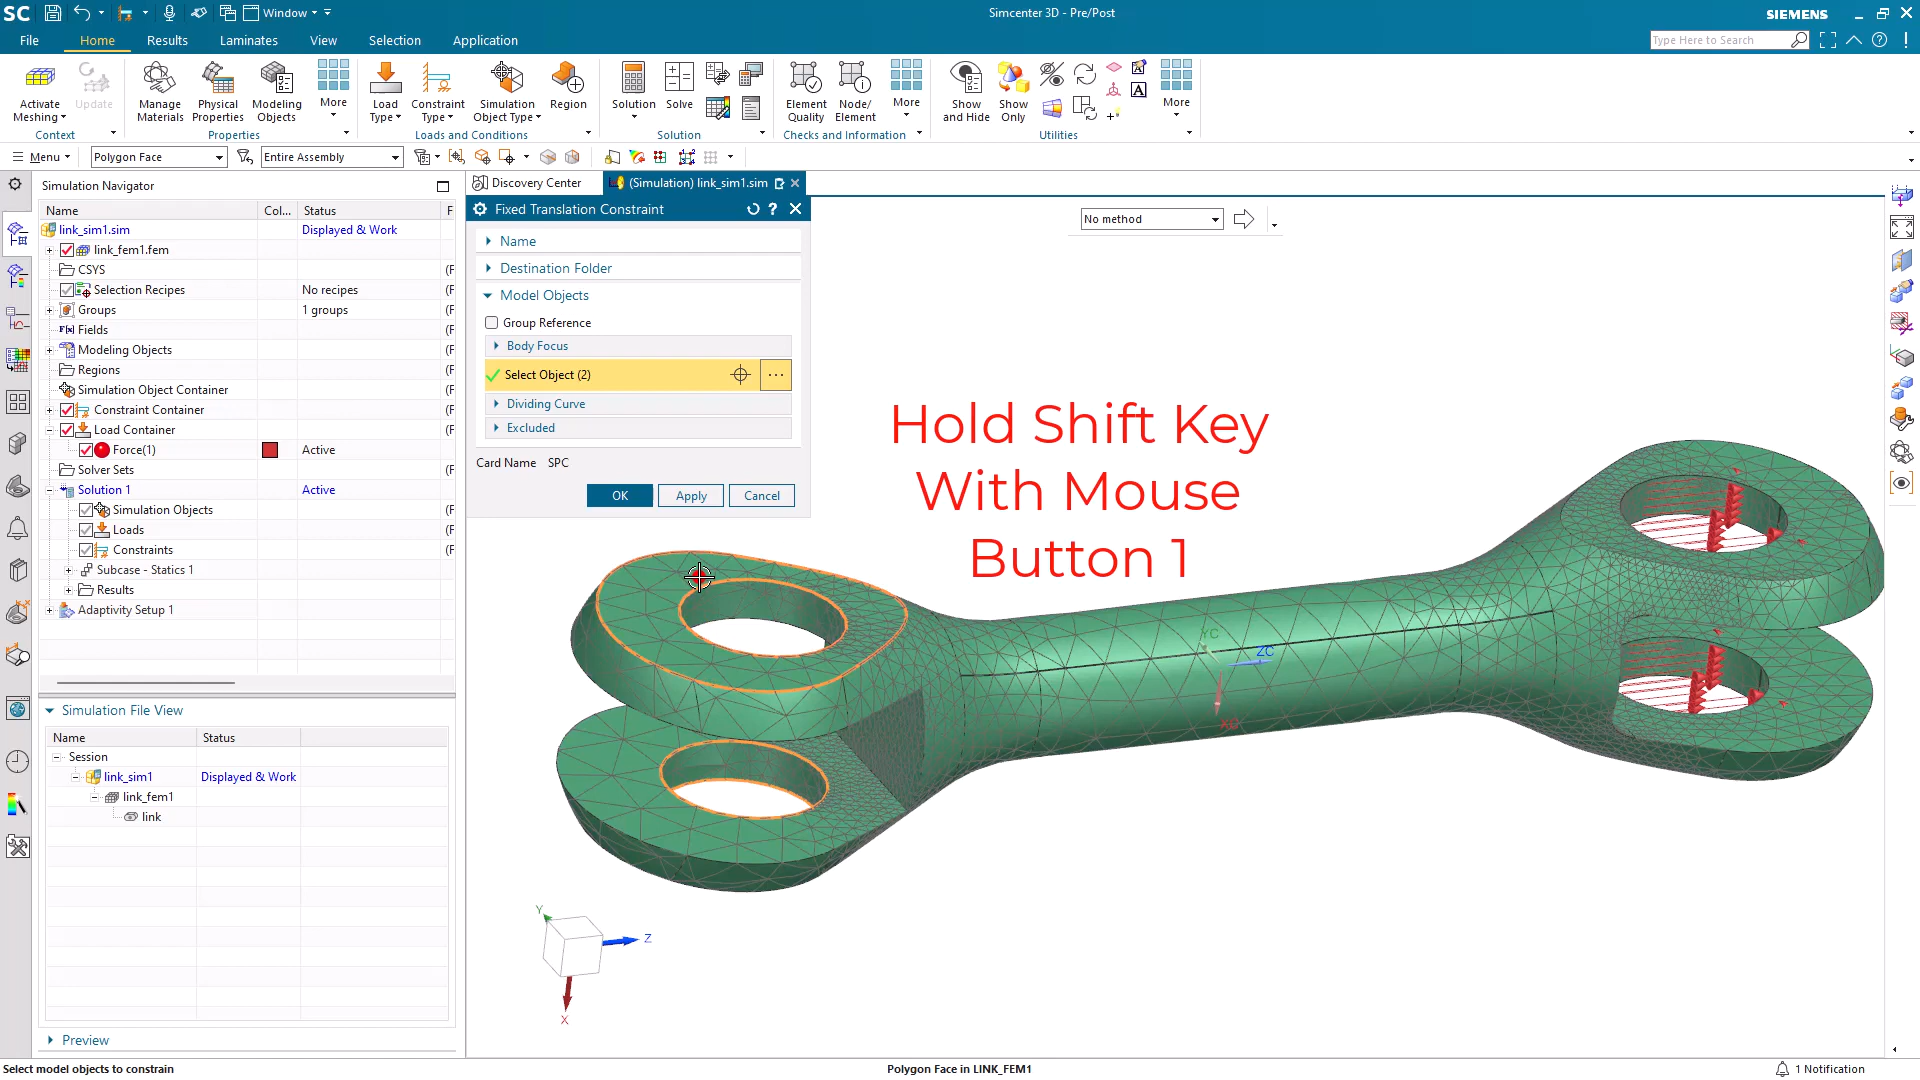 SC
Window
Simcenter 3D - Pre/Post
SIEMENS
File
Home
Results
Laminates
View
Selection
Application
Type Here to Search
Activate Meshing
Update
Context
Manage Materials
Physical Properties
Modeling Objects
More
Properties
Load Type
Constraint Type
Simulation Object Type
Region
Loads and Conditions
Solution
Solve
Solution
Element Quality
Node/ Element
More
Checks and Information
Show and Hide
Show Only
More
Utilities
Menu
Polygon Face
Entire Assembly
Simulation Navigator
Name Col... Status F
link_sim1.sim Displayed & Work
link_fem1.fem
CSYS (F
Selection Recipes No recipes (F
Groups 1 groups (F
Fields (F
Modeling Objects (F
Regions (F
Simulation Object Container (F
Constraint Container (F
Load Container (F
Force(1) Active (F
Solver Sets (F
Solution 1 Active (F
Simulation Objects (F
Loads (F
Constraints (F
Subcase - Statics 1
Results
Adaptivity Setup 1
Simulation File View
Name Status
Session
link_sim1 Displayed & Work
link_fem1
link
Preview
Discovery Center
(Simulation) link_sim1.sim
Fixed Translation Constraint
Name
Destination Folder
Model Objects
Group Reference
Body Focus
Select Object (2)
Dividing Curve
Excluded
Card Name SPC
OK Apply Cancel
No method
Hold Shift Key
With Mouse
Button 1
YC
ZC
XC
Y
Z
X
Select model objects to constrain
Polygon Face in LINK_FEM1
1 Notification